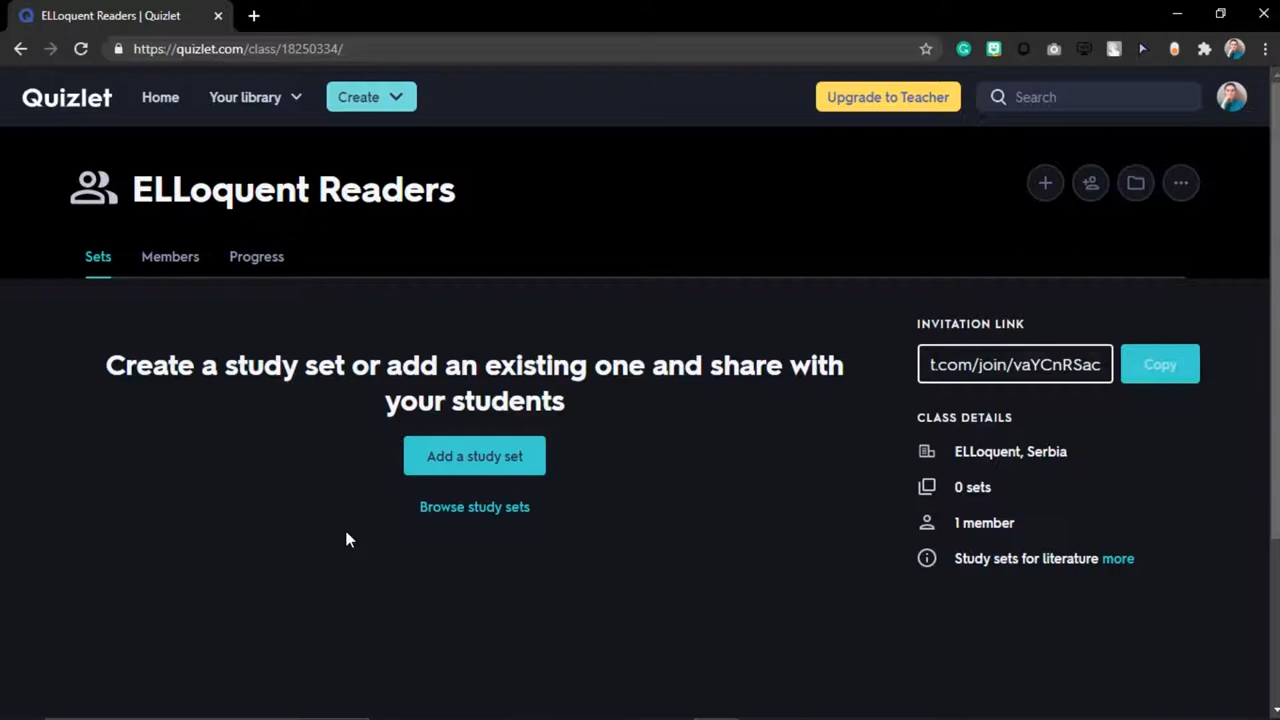 ELLoquent Readers | Quizlet
https://quizlet.com/class/18250334/
Quizlet Home Your library Create Upgrade to Teacher Search
ELLoquent Readers
Sets Members Progress
Create a study set or add an existing one and share with
your students
Add a study set
Browse study sets
INVITATION LINK
t.com/join/vaYCnRSac Copy
CLASS DETAILS
ELLoquent, Serbia
0 sets
1 member
Study sets for literature more